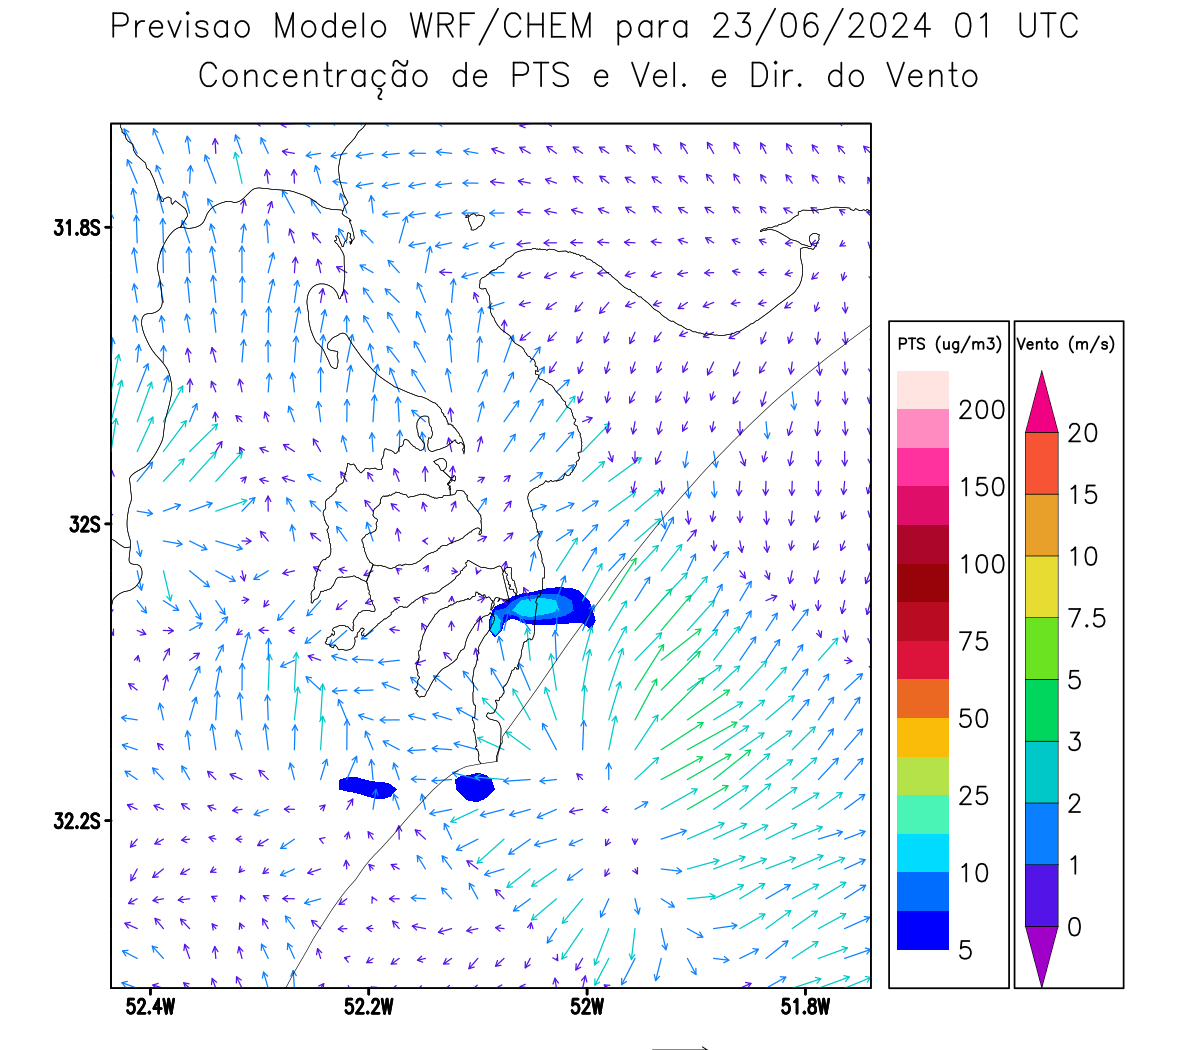 Previsao Modelo WRF/CHEM para 23/06/2024 01 UTC
Concentração de PTS e Vel. e Dir. do Vento
31.8S
32S
32.2S
52.4W
52.2W
52W
51.8W
PTS (ug/m3)
200
150
100
75
50
25
10
5
Vento (m/s)
20
15
10
7.5
5
3
2
1
0